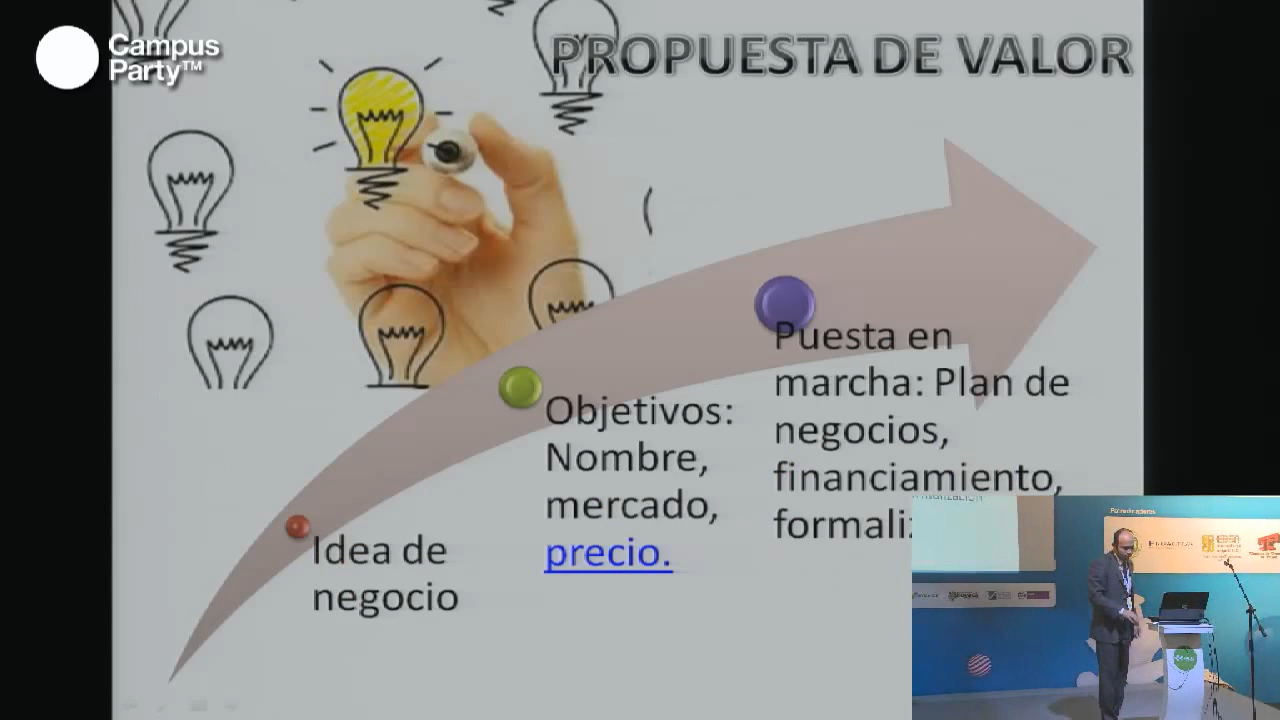 Campus
Party™
PROPUESTA DE VALOR
Idea de
negocio
Objetivos:
Nombre,
mercado,
precio.
Puesta en
marcha: Plan de
negocios,
financiamiento,